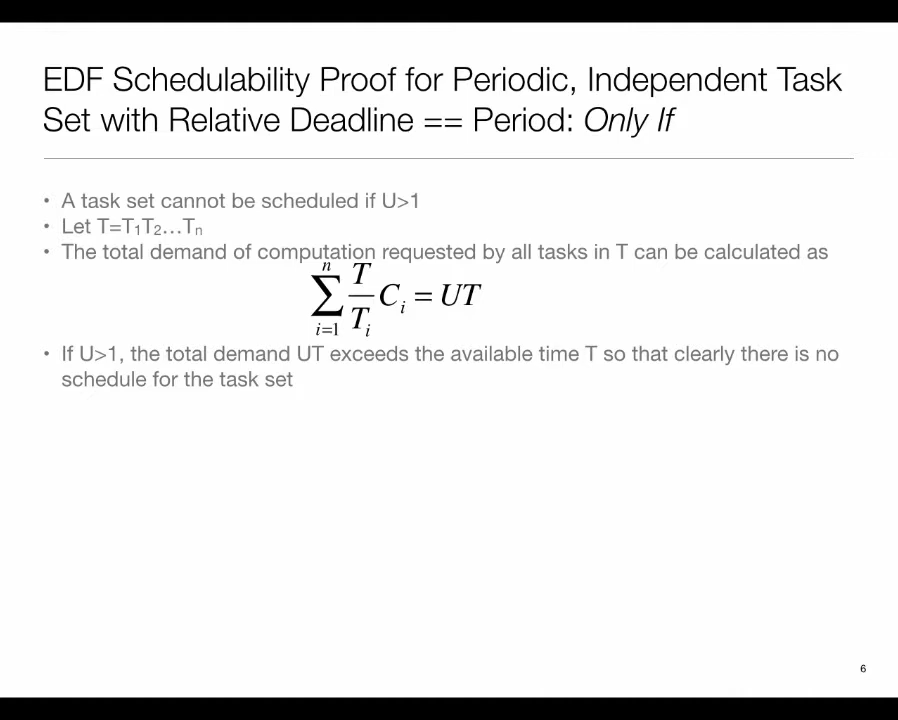 EDF Schedulability Proof for Periodic, Independent Task
Set with Relative Deadline == Period: Only If
• A task set cannot be scheduled if U>1
• Let T=T₁T₂…Tₙ
• The total demand of computation requested by all tasks in T can be calculated as
∑ᵢ₌₁ⁿ T/Tᵢ Cᵢ = UT
• If U>1, the total demand UT exceeds the available time T so that clearly there is no
schedule for the task set
6